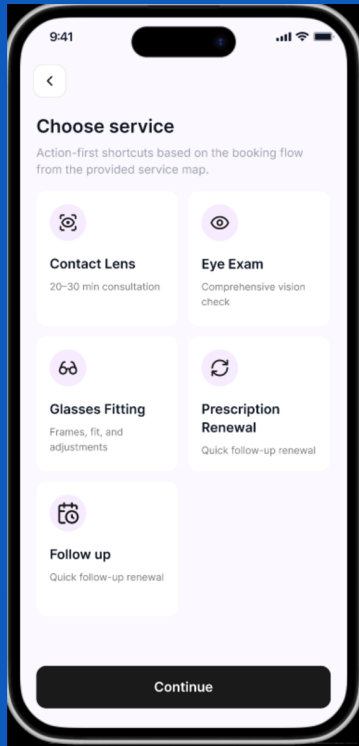 9:41
Choose service
Action-first shortcuts based on the booking flow
from the provided service map.
Contact Lens
20–30 min consultation
Eye Exam
Comprehensive vision
check
Glasses Fitting
Frames, fit, and
adjustments
Prescription
Renewal
Quick follow-up renewal
Follow up
Quick follow-up renewal
Continue